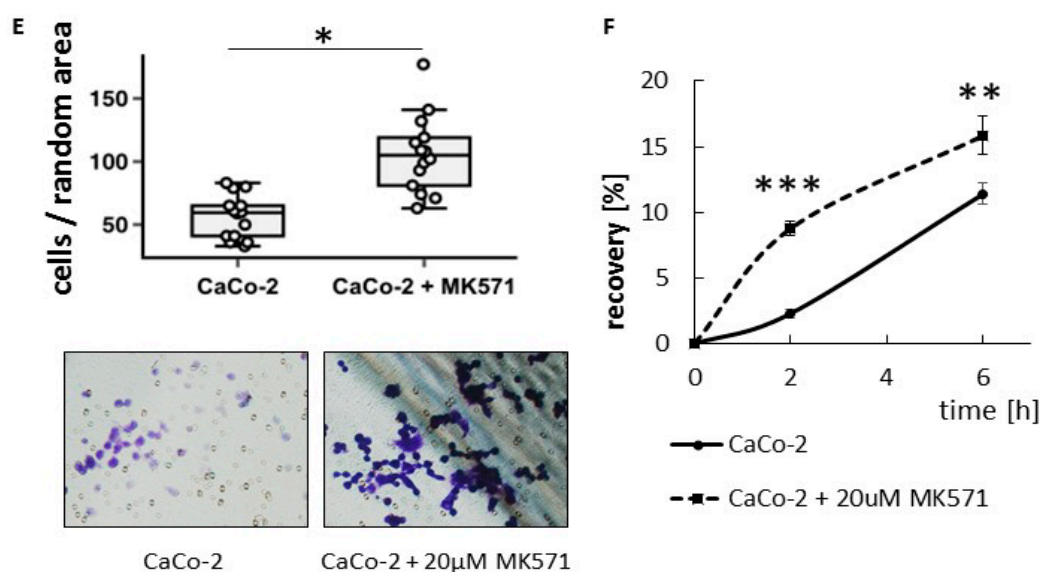 E
cells / random area
*
150
100
50
CaCo-2
CaCo-2 + MK571
CaCo-2
CaCo-2 + 20µM MK571
F
recovery [%]
20
15
10
5
0
***
**
0
2
4
6
time [h]
CaCo-2
CaCo-2 + 20uM MK571